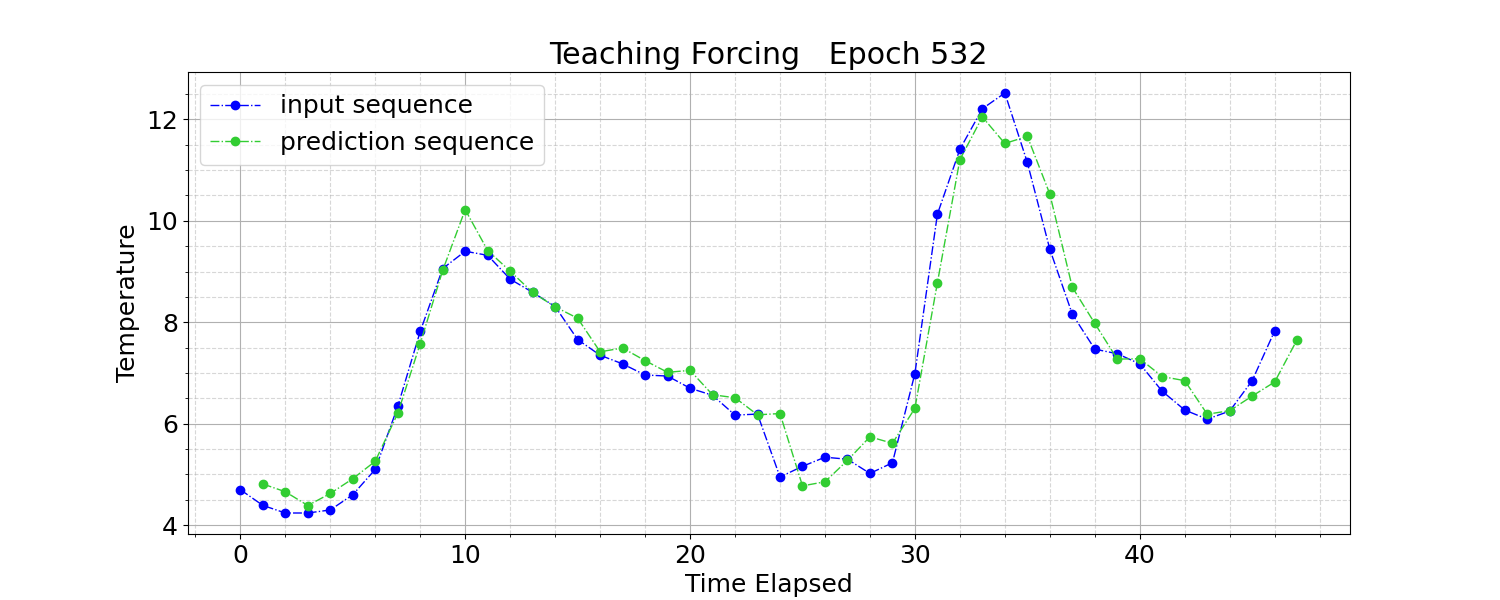 Teaching Forcing   Epoch 532
input sequence
prediction sequence
Temperature
12
10
8
6
4
0 10 20 30 40
Time Elapsed